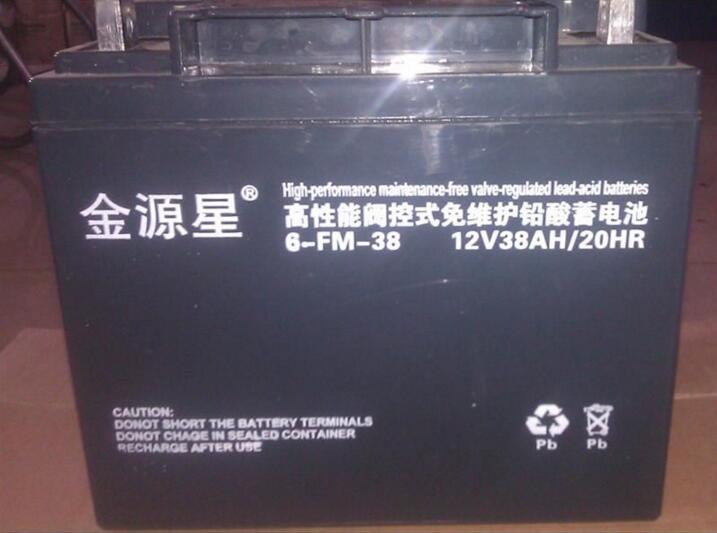 金源星®
High-performance maintenance-free valve-regulated lead-acid batteries
高性能阀控式免维护铅酸蓄电池
6-FM-38 12V38AH/20HR
CAUTION:
DONOT SHORT THE BATTERY TERMINALS
DONOT CHAGE IN SEALED CONTAINER
RECHARGE AFTER USE
Pb Pb